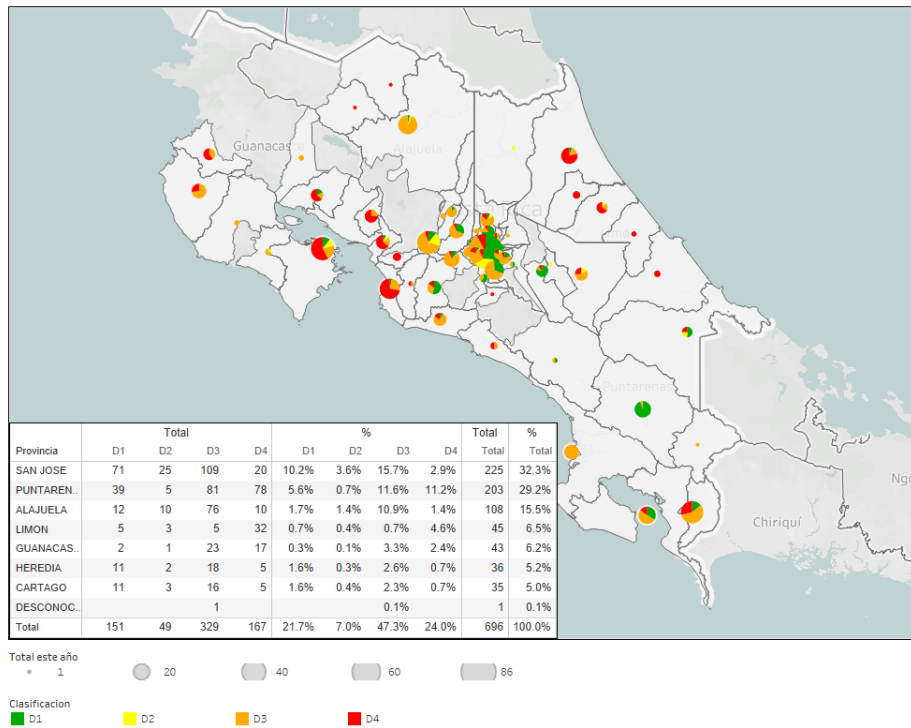 Guanacaste
Alajuela
Puntarenas
Chiriquí
Ngo
Total % Total %
Provincia D1 D2 D3 D4 D1 D2 D3 D4 Total Total
SAN JOSE 71 25 109 20 10.2% 3.6% 15.7% 2.9% 225 32.3%
PUNTAREN.. 39 5 81 78 5.6% 0.7% 11.6% 11.2% 203 29.2%
ALAJUELA 12 10 76 10 1.7% 1.4% 10.9% 1.4% 108 15.5%
LIMON 5 3 5 32 0.7% 0.4% 0.7% 4.6% 45 6.5%
GUANACAS.. 2 1 23 17 0.3% 0.1% 3.3% 2.4% 43 6.2%
HEREDIA 11 2 18 5 1.6% 0.3% 2.6% 0.7% 36 5.2%
CARTAGO 11 3 16 5 1.6% 0.4% 2.3% 0.7% 35 5.0%
DESCONOC.. 1 0.1% 1 0.1%
Total 151 49 329 167 21.7% 7.0% 47.3% 24.0% 696 100.0%
Total este año
1 20 40 60 86
Clasificacion
D1 D2 D3 D4